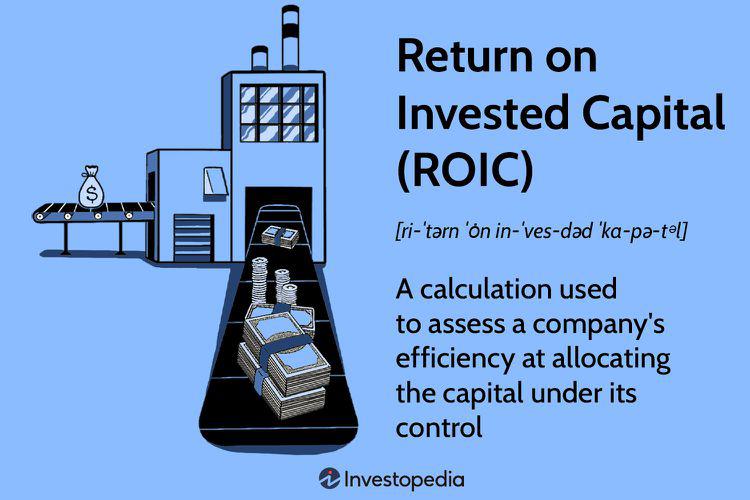 Return on
Invested Capital
(ROIC)
[ri-ˈtərn ˈȯn in-ˈves-dəd ˈka-pə-tᵊl]
A calculation used
to assess a company's
efficiency at allocating
the capital under its
control
$
Investopedia